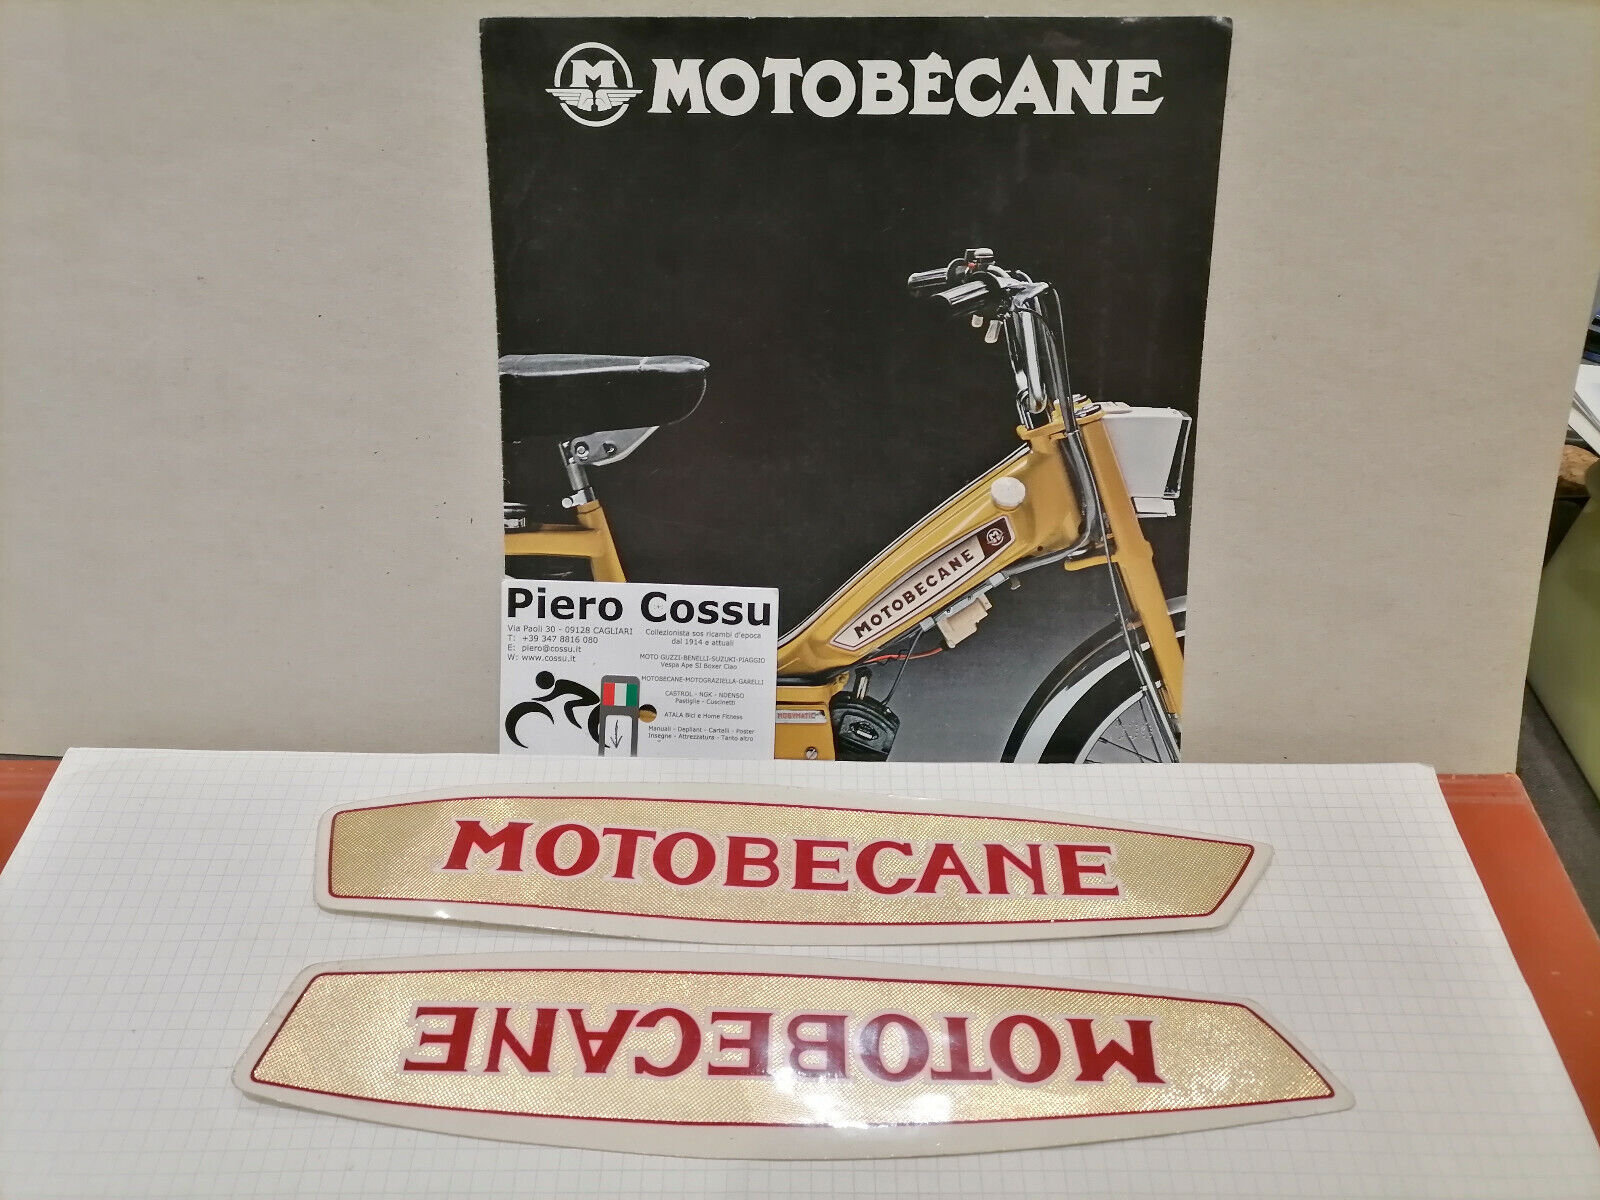 M MOTOBÉCANE
MOTOBECANE M
MOBYMATIC
Piero Cossu
Via Paoli 30 - 09128 CAGLIARI
T: +39 347 8816 080
E: piero@cossu.it
W: www.cossu.it
Collezionista sos ricambi d'epoca
dal 1914 e attuali
MOTO GUZZI-BENELLI-SUZUKI-PIAGGIO
Vespa Ape SI Boxer Ciao
MOTOBECANE-MOTOGRAZIELLA-GARELLI
CASTROL - NGK - NDENSO
Pastiglie - Cuscinetti
ATALA Bici e Home Fitness
Manuali - Depliant - Cartelli - Poster
Insegne - Attrezzatura - Tanto altro
MOTOBECANE
MOTOBECANE